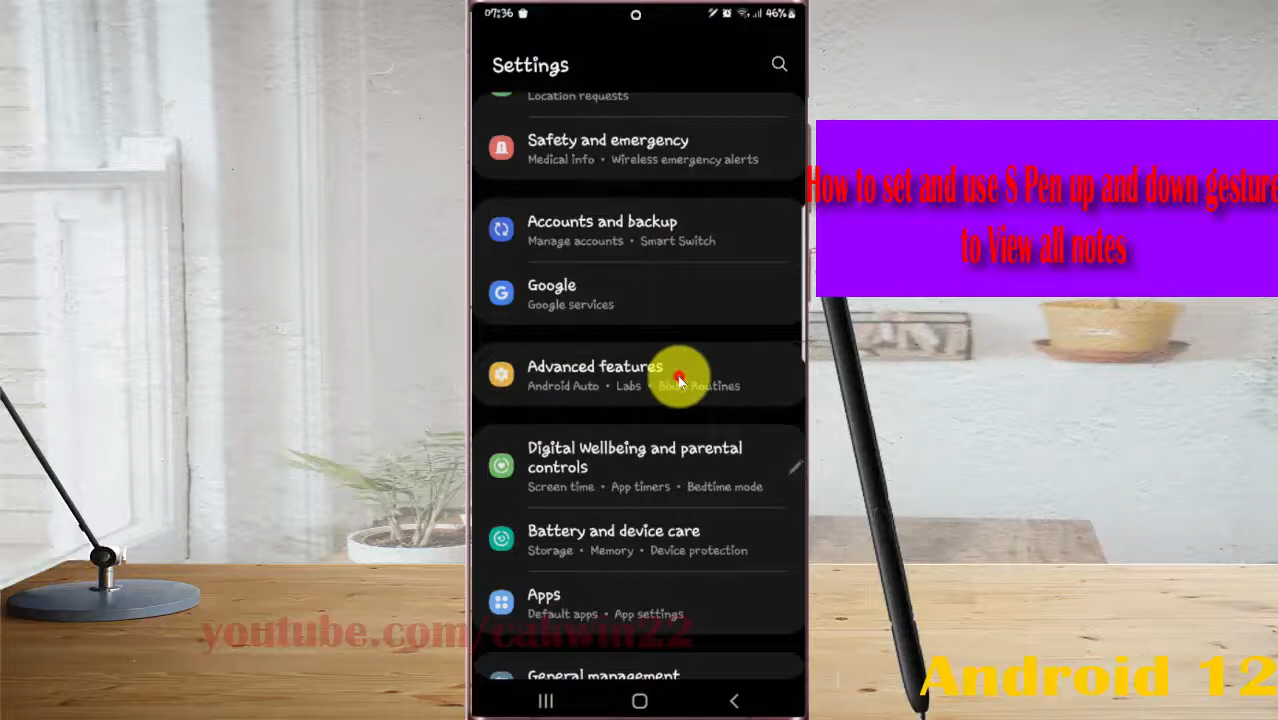 07:36
46%
Settings
Location requests
Safety and emergency
Medical info • Wireless emergency alerts
Accounts and backup
Manage accounts • Smart Switch
Google
Google services
Advanced features
Android Auto • Labs • Bixby Routines
Digital Wellbeing and parental
controls
Screen time • App timers • Bedtime mode
Battery and device care
Storage • Memory • Device protection
Apps
Default apps • App settings
General management
How to set and use S Pen up and down gesture
to View all notes
youtube.com/cakwin22
Android 12